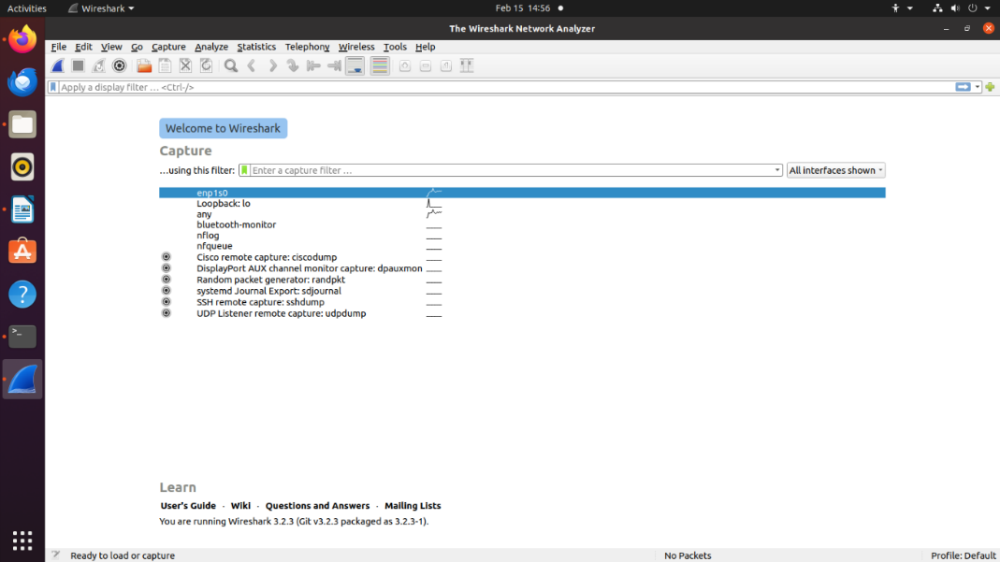 Activities
Wireshark
Feb 15 14:56
The Wireshark Network Analyzer
File Edit View Go Capture Analyze Statistics Telephony Wireless Tools Help
Apply a display filter … <Ctrl-/>
Welcome to Wireshark
Capture
…using this filter:
Enter a capture filter …
All interfaces shown
enp1s0
Loopback: lo
any
bluetooth-monitor
nflog
nfqueue
Cisco remote capture: ciscodump
DisplayPort AUX channel monitor capture: dpauxmon
Random packet generator: randpkt
systemd Journal Export: sdjournal
SSH remote capture: sshdump
UDP Listener remote capture: udpdump
Learn
User's Guide · Wiki · Questions and Answers · Mailing Lists
You are running Wireshark 3.2.3 (Git v3.2.3 packaged as 3.2.3-1).
Ready to load or capture
No Packets
Profile: Default